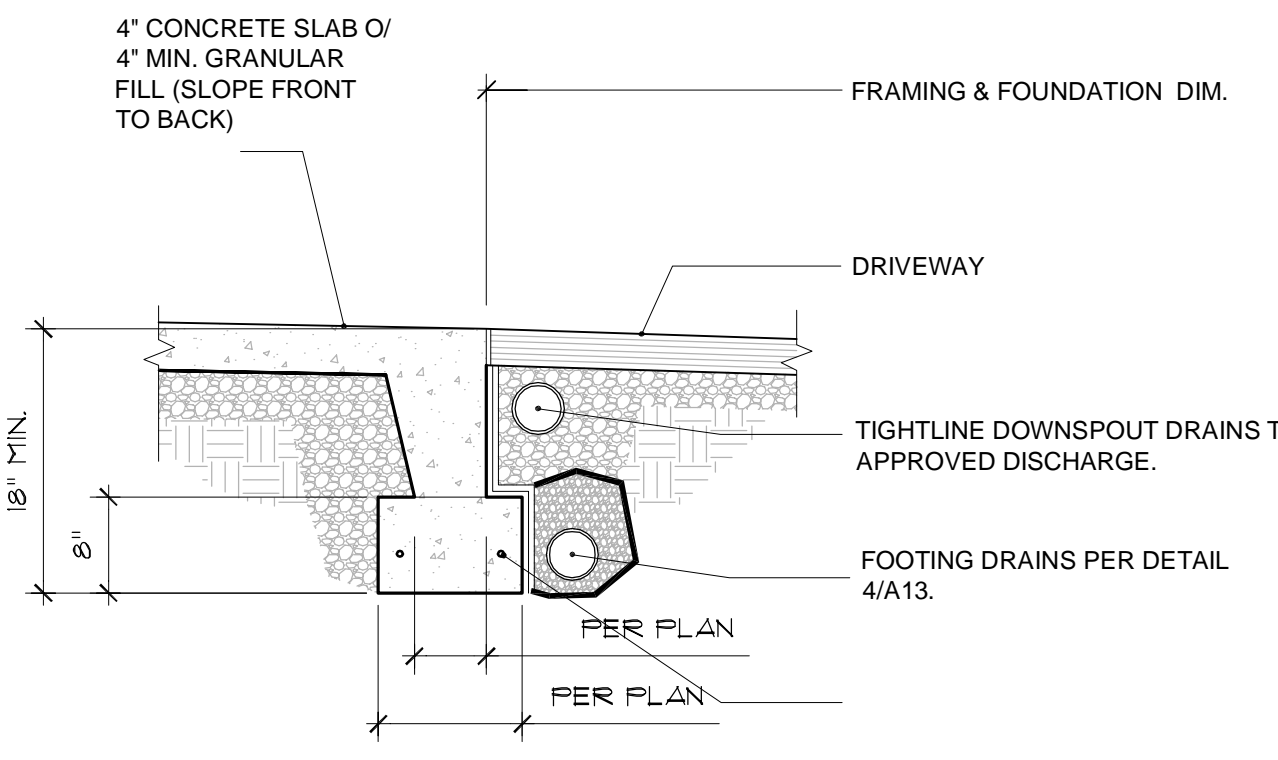 4" CONCRETE SLAB O/
4" MIN. GRANULAR
FILL (SLOPE FRONT
TO BACK)
FRAMING & FOUNDATION DIM.
DRIVEWAY
TIGHTLINE DOWNSPOUT DRAINS T
APPROVED DISCHARGE.
18" MIN.
8"
FOOTING DRAINS PER DETAIL
4/A13.
PER PLAN
PER PLAN